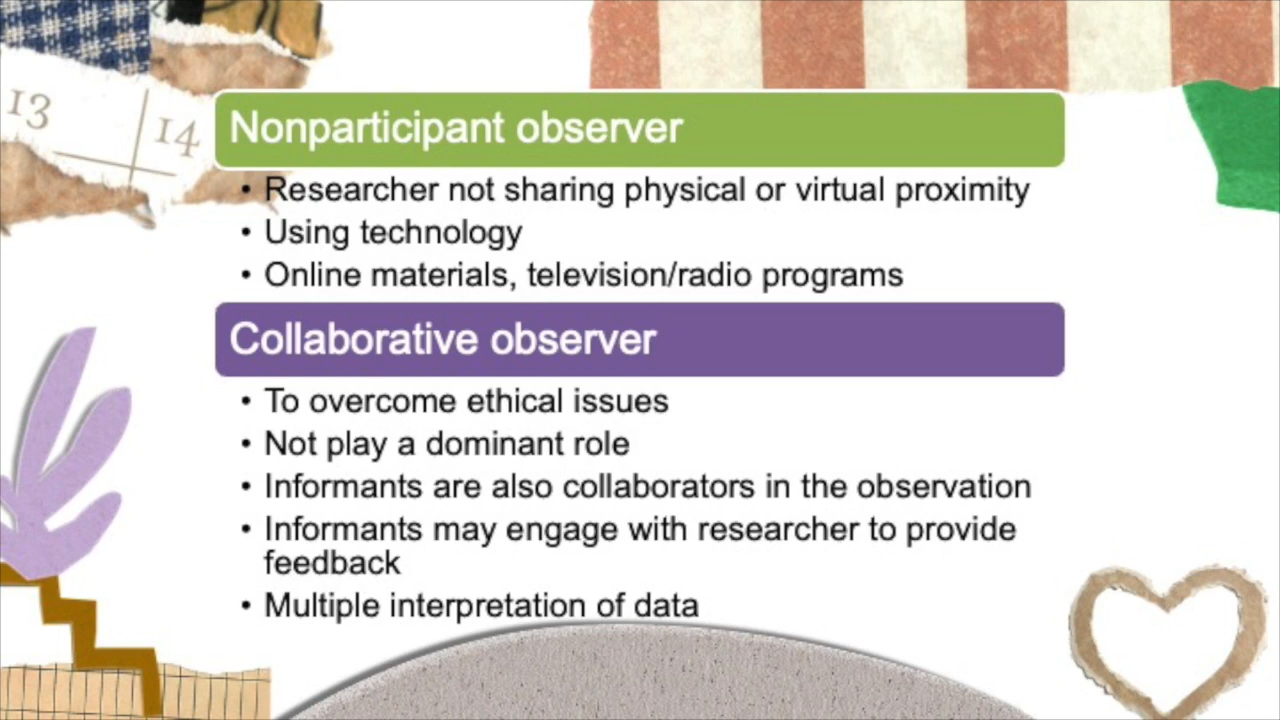 13
14
Nonparticipant observer
• Researcher not sharing physical or virtual proximity
• Using technology
• Online materials, television/radio programs
Collaborative observer
• To overcome ethical issues
• Not play a dominant role
• Informants are also collaborators in the observation
• Informants may engage with researcher to provide
feedback
• Multiple interpretation of data